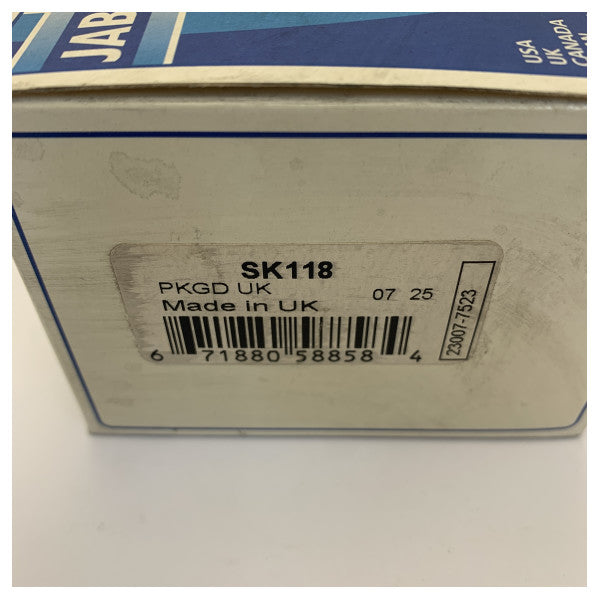 JAB
USA
UK
CANADA
SK118
PKGD UK
07 25
Made in UK
23007-7523
6 71880 58858 4